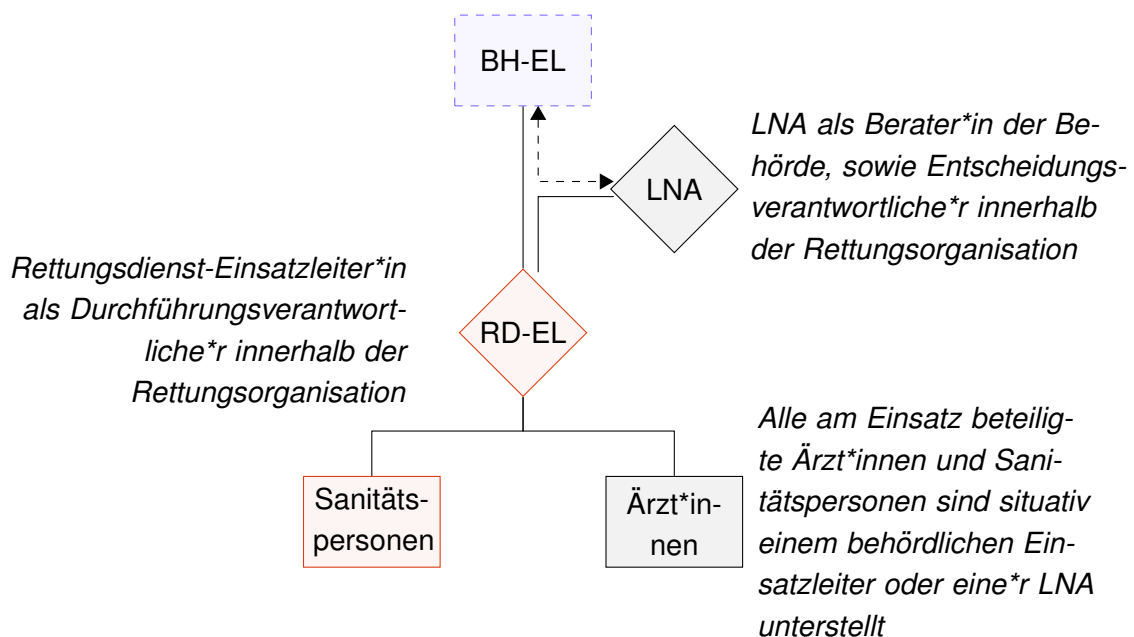 BH-EL
LNA als Berater*in der Be-
hörde, sowie Entscheidungs-
verantwortliche*r innerhalb
der Rettungsorganisation
LNA
Rettungsdienst-Einsatzleiter*in
als Durchführungsverantwort-
liche*r innerhalb der
Rettungsorganisation
RD-EL
Sanitäts-
personen
Ärzt*in-
nen
Alle am Einsatz beteilig-
te Ärzt*innen und Sani-
tätspersonen sind situativ
einem behördlichen Ein-
satzleiter oder eine*r LNA
unterstellt